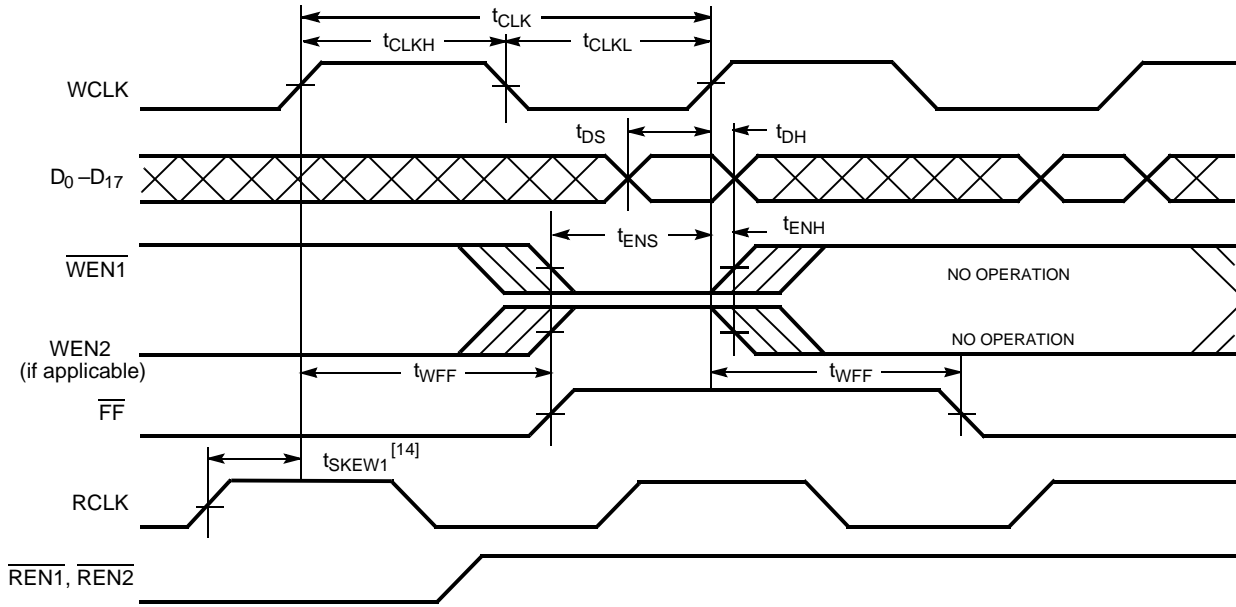 tCLK
tCLKH
tCLKL
WCLK
tDS
tDH
D0 –D17
tENS
tENH
WEN1
NO OPERATION
WEN2
(if applicable)
NO OPERATION
tWFF
tWFF
FF
tSKEW1[14]
RCLK
REN1, REN2